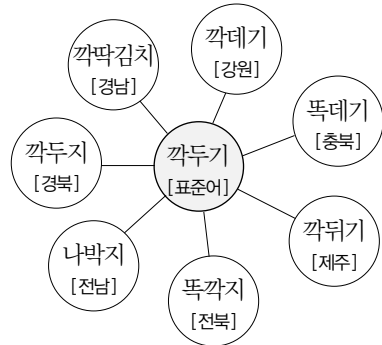 깍데기
[강원]
깍딱김치
[경남]
똑데기
[충북]
깍두지
[경북]
깍두기
[표준어]
깍뒤기
[제주]
나박지
[전남]
똑깍지
[전북]